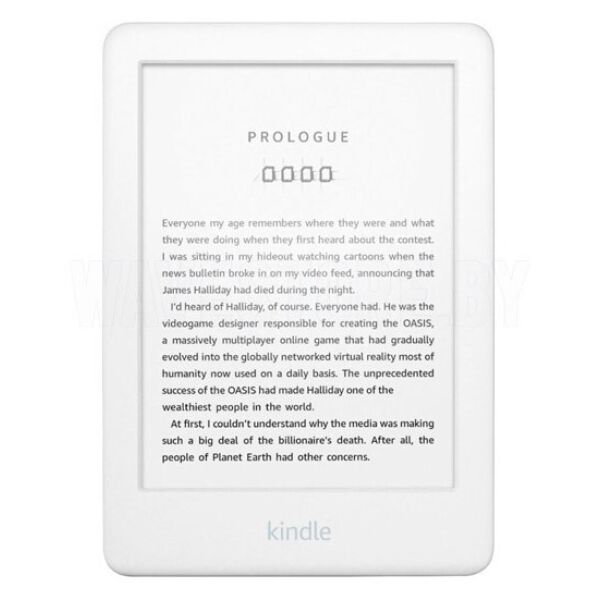 PROLOGUE
0000
Everyone my age remembers where they were and what
they were doing when they first heard about the contest.
I was sitting in my hideout watching cartoons when the
news bulletin broke in on my video feed, announcing that
James Halliday had died during the night.
I'd heard of Halliday, of course. Everyone had. He was the
videogame designer responsible for creating the OASIS,
a massively multiplayer online game that had gradually
evolved into the globally networked virtual reality most of
humanity now used on a daily basis. The unprecedented
success of the OASIS had made Halliday one of the
wealthiest people in the world.
At first, I couldn't understand why the media was making
such a big deal of the billionaire's death. After all, the
people of Planet Earth had other concerns.
kindle